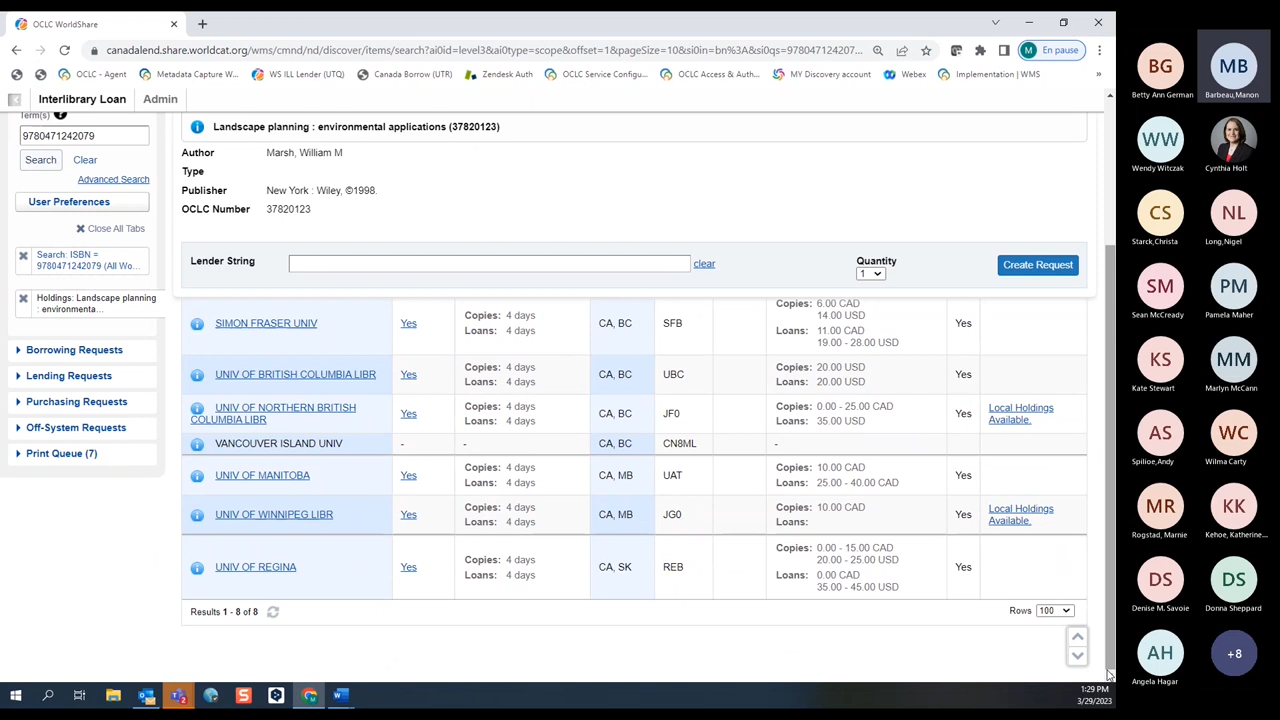 OCLC WorldShare
canadalend.share.worldcat.org/wms/cmnd/nd/discover/items/search?ai0id=level3&ai0type=scope&offset=1&pageSize=10&si0in=bn%3A&si0qs=978047124207...
M En pause
OCLC - Agent
Metadata Capture W...
WS ILL Lender (UTQ)
Canada Borrow (UTR)
Zendesk Auth
OCLC Service Configu...
OCLC Access & Auth...
MY Discovery account
Webex
Implementation | WMS
»
Interlibrary Loan
Admin
Term(s)
9780471242079
Search Clear
Advanced Search
User Preferences
Close All Tabs
Search: ISBN =
9780471242079 (All Wo...
Holdings: Landscape planning
: environmenta...
Borrowing Requests
Lending Requests
Purchasing Requests
Off-System Requests
Print Queue (7)
Landscape planning : environmental applications (37820123)
Author Marsh, William M
Type
Publisher New York : Wiley, ©1998.
OCLC Number 37820123
Lender String clear
Quantity
1
Create Request
SIMON FRASER UNIV Yes Copies: 4 days Loans: 4 days CA, BC SFB Copies: 6.00 CAD 14.00 USD Loans: 11.00 CAD 19.00 - 28.00 USD Yes
UNIV OF BRITISH COLUMBIA LIBR Yes Copies: 4 days Loans: 4 days CA, BC UBC Copies: 20.00 USD Loans: 20.00 USD Yes
UNIV OF NORTHERN BRITISH COLUMBIA LIBR Yes Copies: 4 days Loans: 4 days CA, BC JF0 Copies: 0.00 - 25.00 CAD Loans: 35.00 USD Yes Local Holdings Available.
VANCOUVER ISLAND UNIV - - CA, BC CN8ML -
UNIV OF MANITOBA Yes Copies: 4 days Loans: 4 days CA, MB UAT Copies: 10.00 CAD Loans: 25.00 - 40.00 CAD Yes
UNIV OF WINNIPEG LIBR Yes Copies: 4 days Loans: 4 days CA, MB JG0 Copies: 10.00 CAD Loans: Yes Local Holdings Available.
UNIV OF REGINA Yes Copies: 4 days Loans: 4 days CA, SK REB Copies: 0.00 - 15.00 CAD 20.00 - 25.00 USD Loans: 0.00 CAD 35.00 - 45.00 USD Yes
Results 1 - 8 of 8
Rows 100
1:29 PM
3/29/2023
BG
Betty Ann German
MB
Barbeau,Manon
WW
Wendy Witczak
Cynthia Holt
CS
Starck,Christa
NL
Long,Nigel
SM
Sean McCready
PM
Pamela Maher
KS
Kate Stewart
MM
Marlyn McCann
AS
Spilioe,Andy
WC
Wilma Carty
MR
Rogstad, Marnie
KK
Kehoe, Katherine...
DS
Denise M. Savoie
DS
Donna Sheppard
AH
Angela Hagar
+8